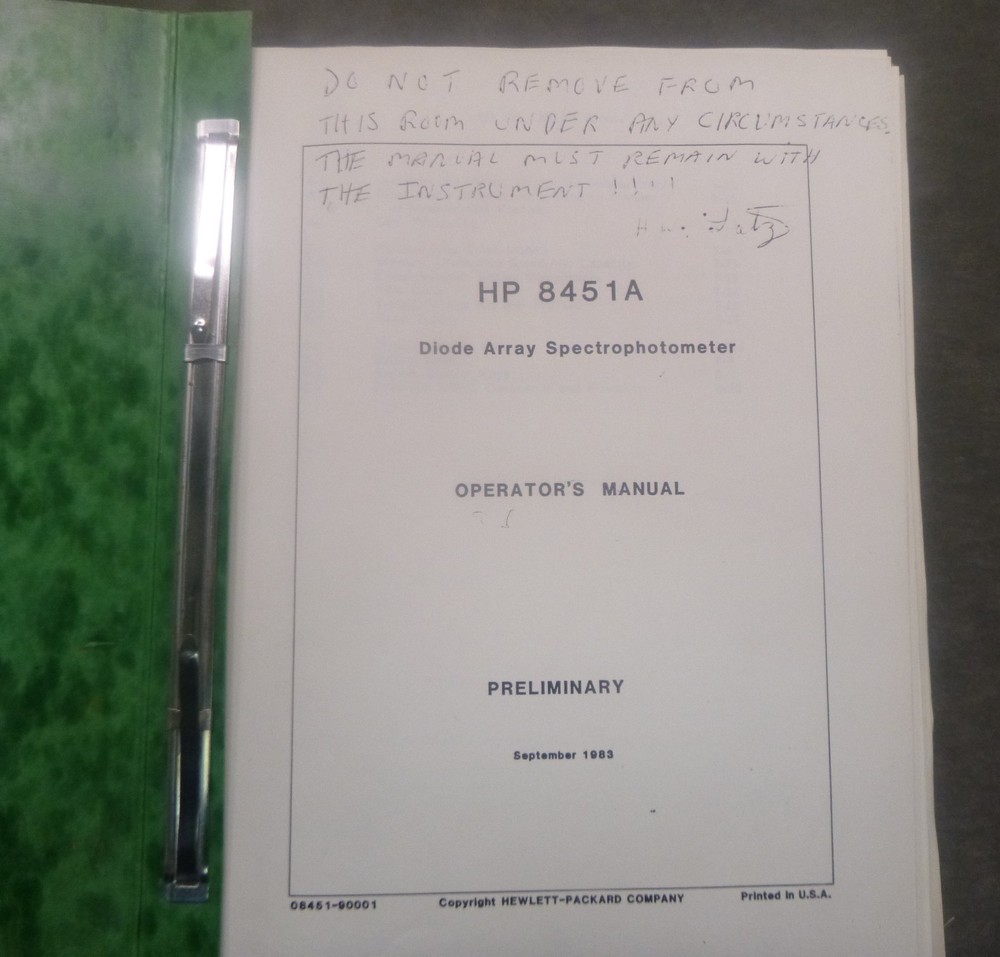 DO NOT REMOVE FROM
THIS ROOM UNDER ANY CIRCUMSTANCES.
THE MANUAL MUST REMAIN WITH
THE INSTRUMENT !!!!
HP 8451A
Diode Array Spectrophotometer
OPERATOR'S MANUAL
PRELIMINARY
September 1983
08451-90001 Copyright HEWLETT-PACKARD COMPANY Printed in U.S.A.